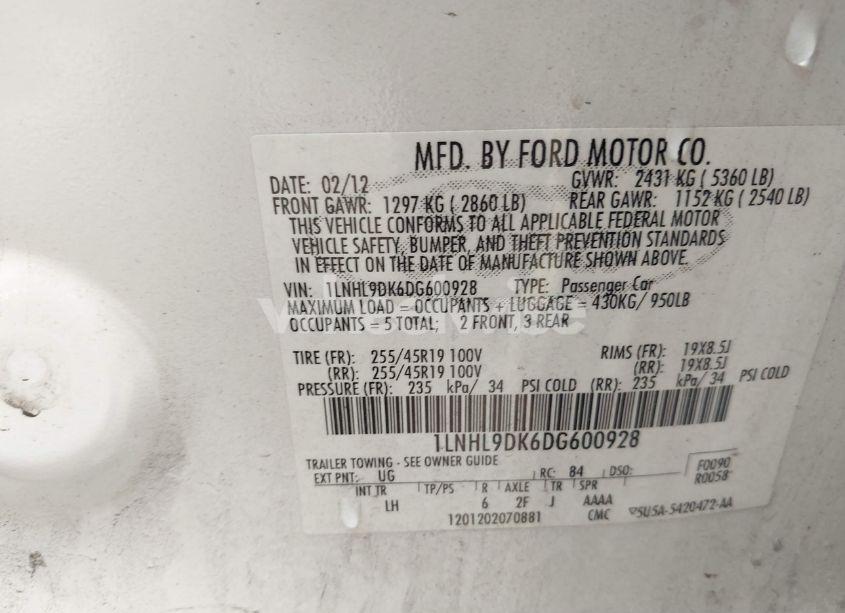 MFD. BY FORD MOTOR CO.
DATE: 02/12 GVWR: 2431 KG ( 5360 LB)
FRONT GAWR: 1297 KG ( 2860 LB) REAR GAWR: 1152 KG ( 2540 LB)
THIS VEHICLE CONFORMS TO ALL APPLICABLE FEDERAL MOTOR
VEHICLE SAFETY, BUMPER, AND THEFT PREVENTION STANDARDS
IN EFFECT ON THE DATE OF MANUFACTURE SHOWN ABOVE.
VIN: 1LNHL9DK6DG600928 TYPE: Passenger Car
MAXIMUM LOAD = OCCUPANTS + LUGGAGE = 430KG/ 950LB
OCCUPANTS = 5 TOTAL; 2 FRONT, 3 REAR
TIRE (FR): 255/45R19 100V RIMS (FR): 19X8.5J
(RR): 255/45R19 100V (RR): 19X8.5J
PRESSURE (FR): 235 kPa/ 34 PSI COLD (RR): 235 kPa/ 34 PSI COLD
1LNHL9DK6DG600928
TRAILER TOWING - SEE OWNER GUIDE
EXT PNT: UG RC: 84 DSO: F0090
R0058
INT TR TP/PS R AXLE TR SPR
LH 6 2F J AAAA
1201202070881 CMC 5U5A-5420472-AA